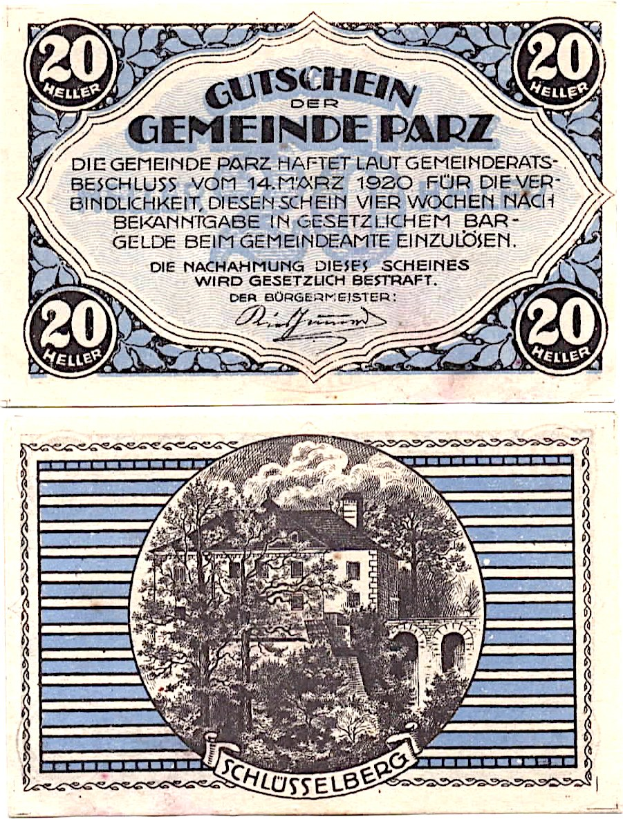 20 HELLER
20 HELLER
GUTSCHEIN
DER
GEMEINDE PARZ
DIE GEMEINDE PARZ HAFTET LAUT GEMEINDERATS-
BESCHLUSS VOM 14. MÄRZ 1920 FÜR DIE VER-
BINDLICHKEIT, DIESEN SCHEIN VIER WOCHEN NACH
BEKANNTGABE IN GESETZLICHEM BAR-
GELDE BEIM GEMEINDEAMTE EINZULÖSEN.
DIE NACHAHMUNG DIESES SCHEINES
WIRD GESETZLICH BESTRAFT.
DER BÜRGERMEISTER:
20 HELLER
20 HELLER
SCHLÜSSELBERG